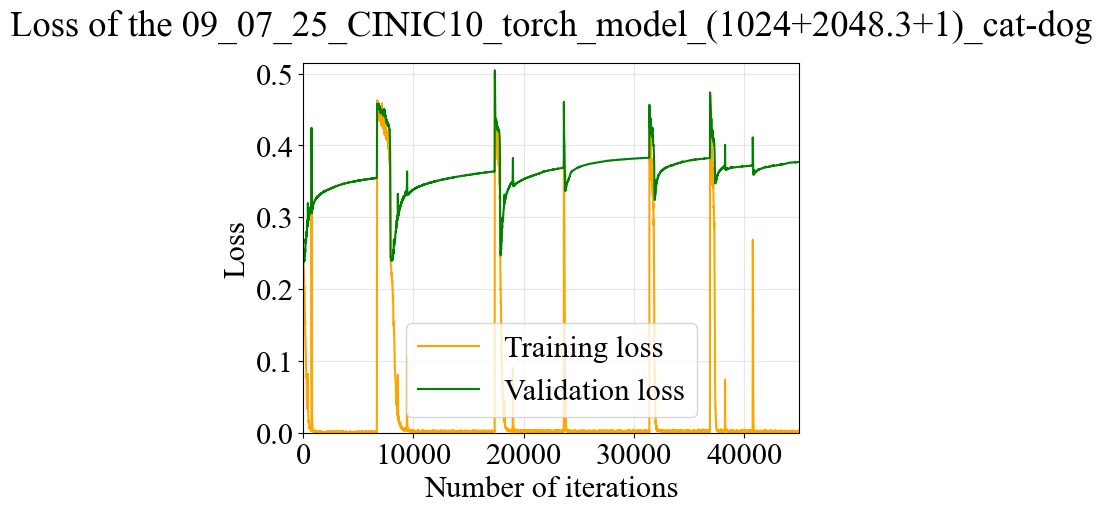 Loss of the 09_07_25_CINIC10_torch_model_(1024+2048.3+1)_cat-dog
0.5
0.4
0.3
0.2
0.1
0.0
Loss
Training loss
Validation loss
0 10000 20000 30000 40000
Number of iterations